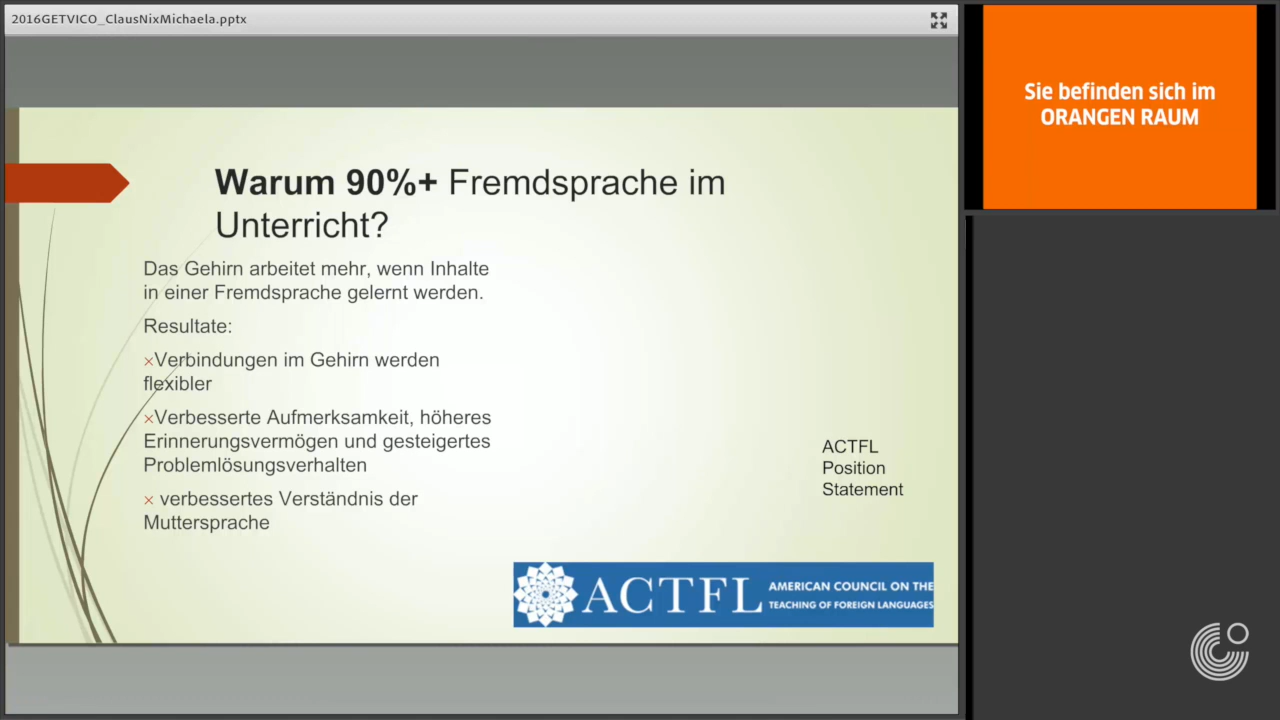 2016GETVICO_ClausNixMichaela.pptx
Sie befinden sich im
ORANGEN RAUM
Warum 90%+ Fremdsprache im
Unterricht?
Das Gehirn arbeitet mehr, wenn Inhalte
in einer Fremdsprache gelernt werden.
Resultate:
×Verbindungen im Gehirn werden
flexibler
×Verbesserte Aufmerksamkeit, höheres
Erinnerungsvermögen und gesteigertes
Problemlösungsverhalten
× verbessertes Verständnis der
Muttersprache
ACTFL
Position
Statement
ACTFL
AMERICAN COUNCIL ON THE
TEACHING OF FOREIGN LANGUAGES